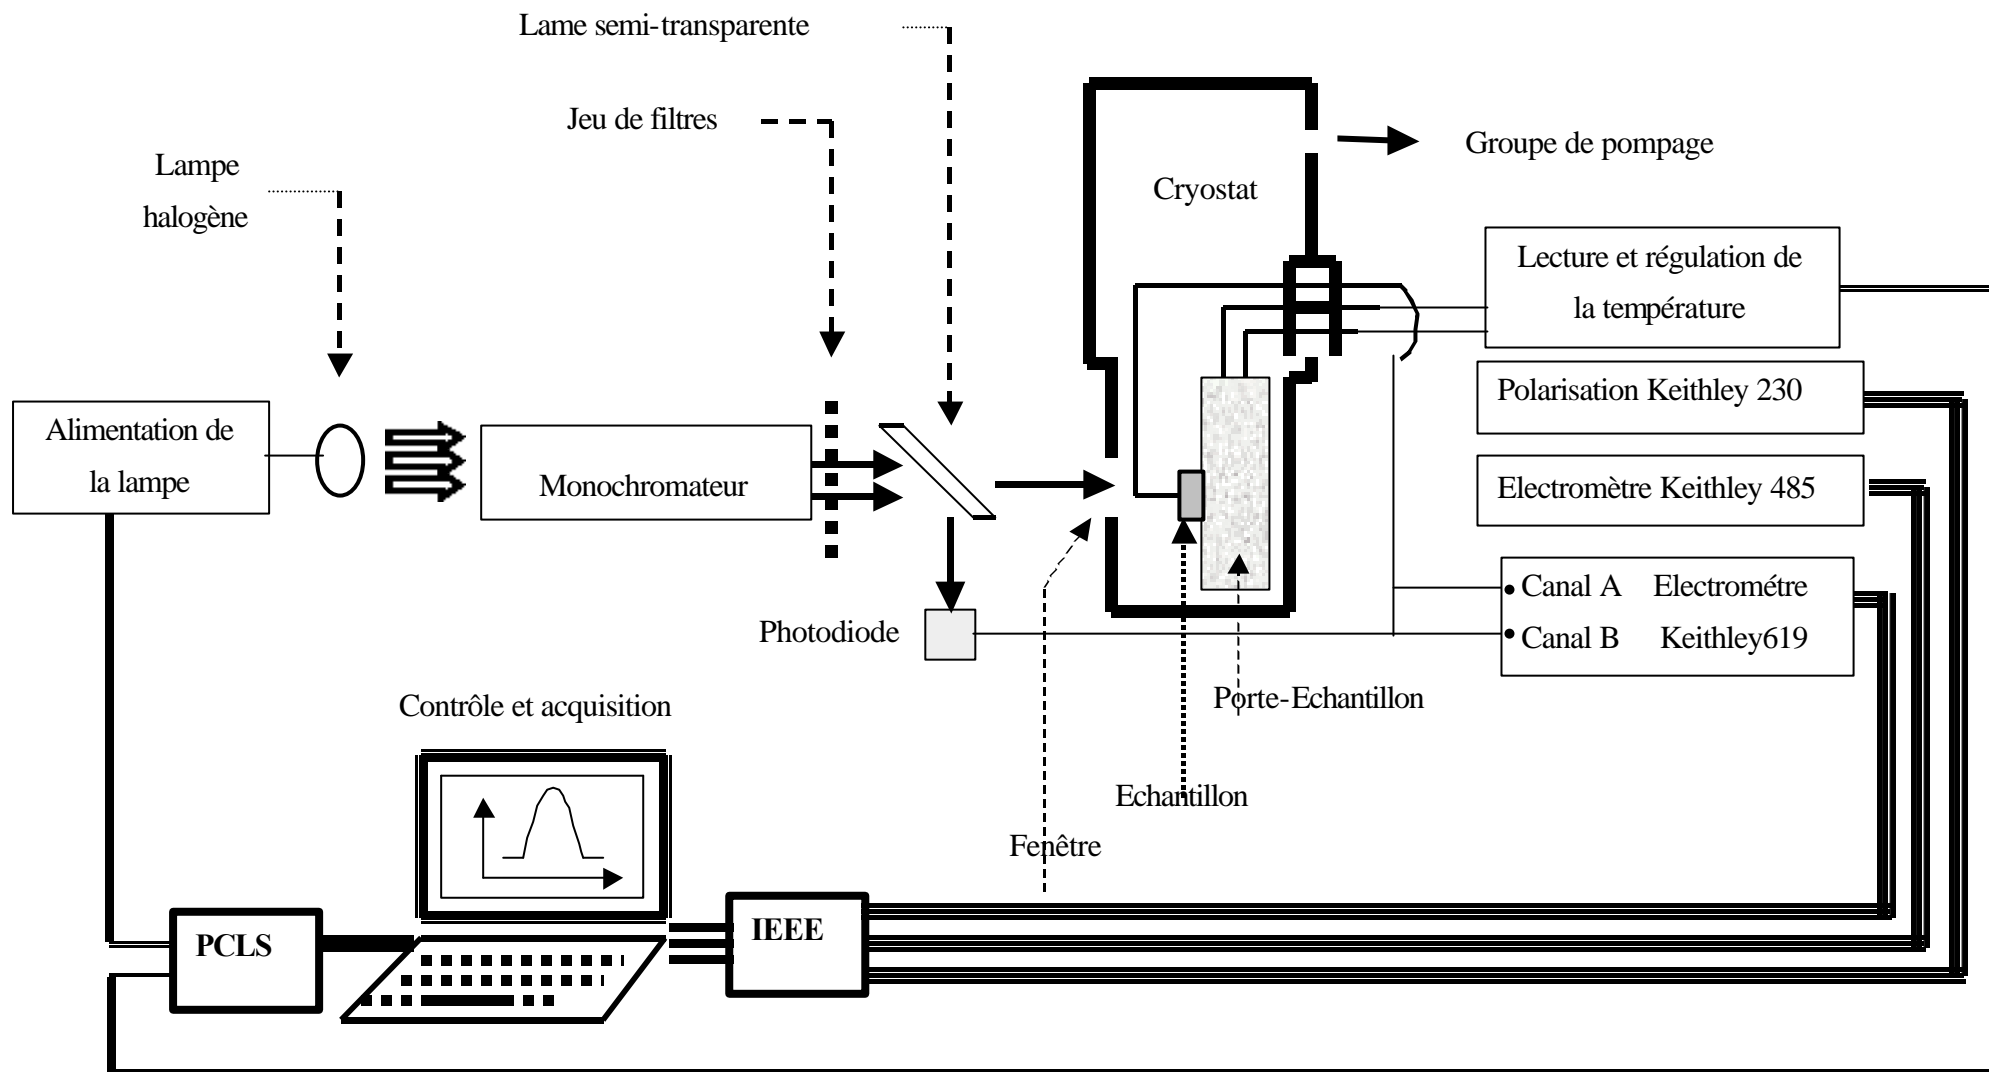 Lame semi-transparente
Jeu de filtres
Groupe de pompage
Lampe
halogène
Cryostat
Lecture et régulation de
la température
Polarisation Keithley 230
Alimentation de
la lampe
Monochromateur
Electromètre Keithley 485
Canal A Electrométre
Canal B Keithley619
Photodiode
Porte-Echantillon
Contrôle et acquisition
Echantillon
Fenêtre
PCLS
IEEE